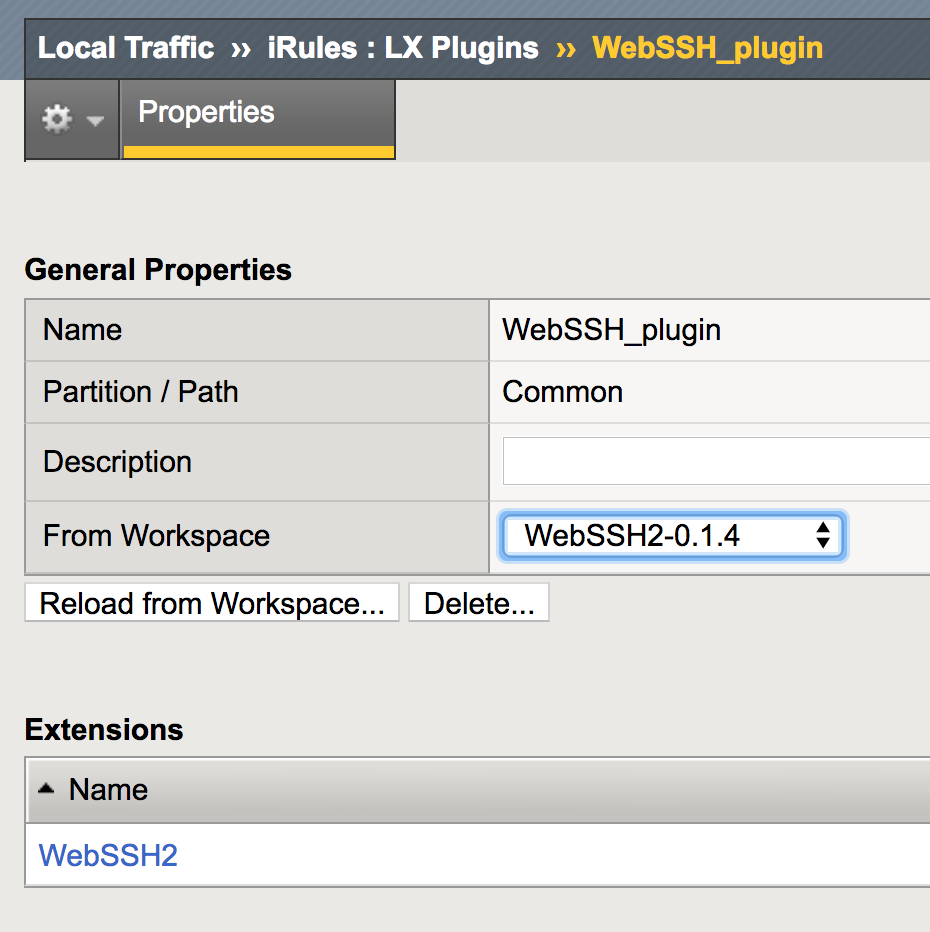 Local Traffic ›› iRules : LX Plugins ›› WebSSH_plugin
Properties
General Properties
Name WebSSH_plugin
Partition / Path Common
Description
From Workspace WebSSH2-0.1.4
Reload from Workspace... Delete...
Extensions
Name
WebSSH2